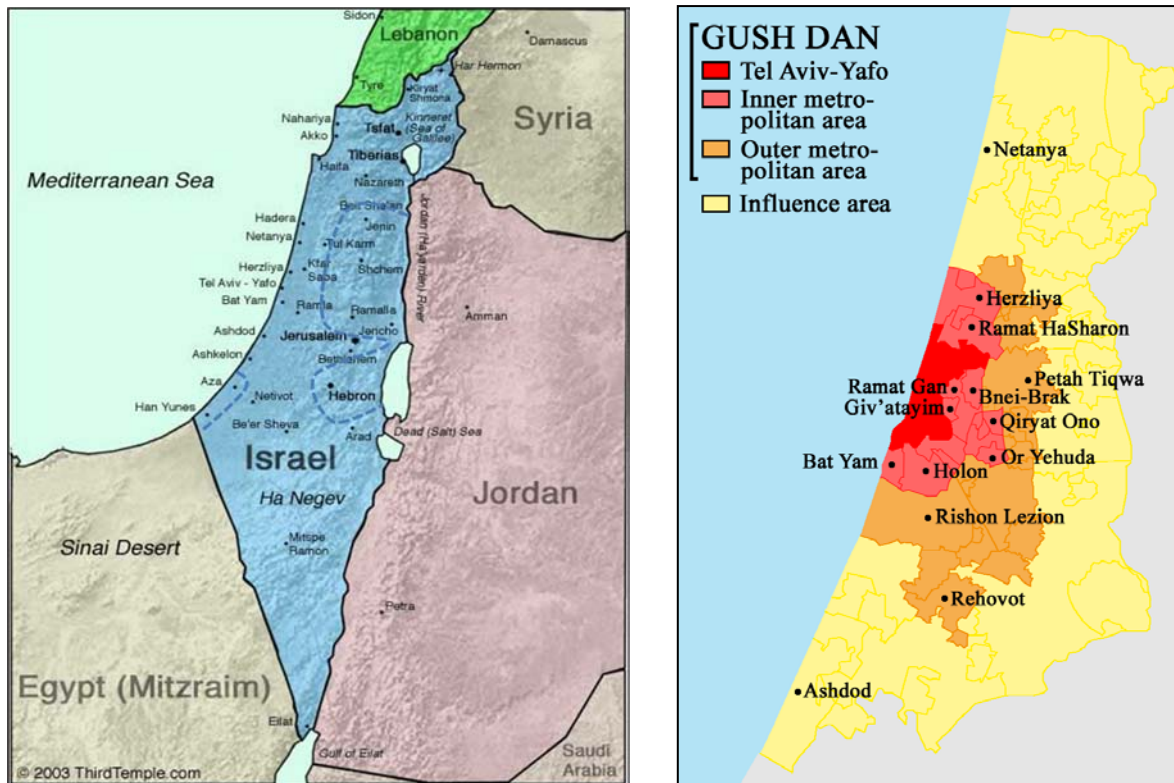 Sidon
Lebanon
Damascus
Har Hermon
Tyre
Kiryat
Shmona
Syria
Nahariya
Akko
Tsfat
Kinneret
(Sea of
Galilee)
Tiberias
Haifa
Mediterranean Sea
Nazareth
Beit Sha'an
Jordan (Ha'yarden) River
Hadera
Jenin
Netanya
Tul Karm
Herzliya
Kfar
Saba
Shchem
Tel Aviv - Yafo
Bat Yam
Ramla
Ramalla
Amman
Ashdod
Jerusalem
Jericho
Ashkelon
Bethlehem
Aza
Netivot
Hebron
Han Yunes
Be'er Sheva
Arad
Dead (Salt) Sea
Israel
Jordan
Ha Negev
Sinai Desert
Mitspe
Ramon
Petra
Egypt (Mitzraim)
Eilat
Gulf of Eilat
Saudi
Arabia
© 2003 ThirdTemple.com
GUSH DAN
Tel Aviv-Yafo
Inner metro-
politan area
Outer metro-
politan area
Influence area
Netanya
Herzliya
Ramat HaSharon
Petah Tiqwa
Ramat Gan
Bnei-Brak
Giv'atayim
Qiryat Ono
Bat Yam
Holon
Or Yehuda
Rishon Lezion
Rehovot
Ashdod